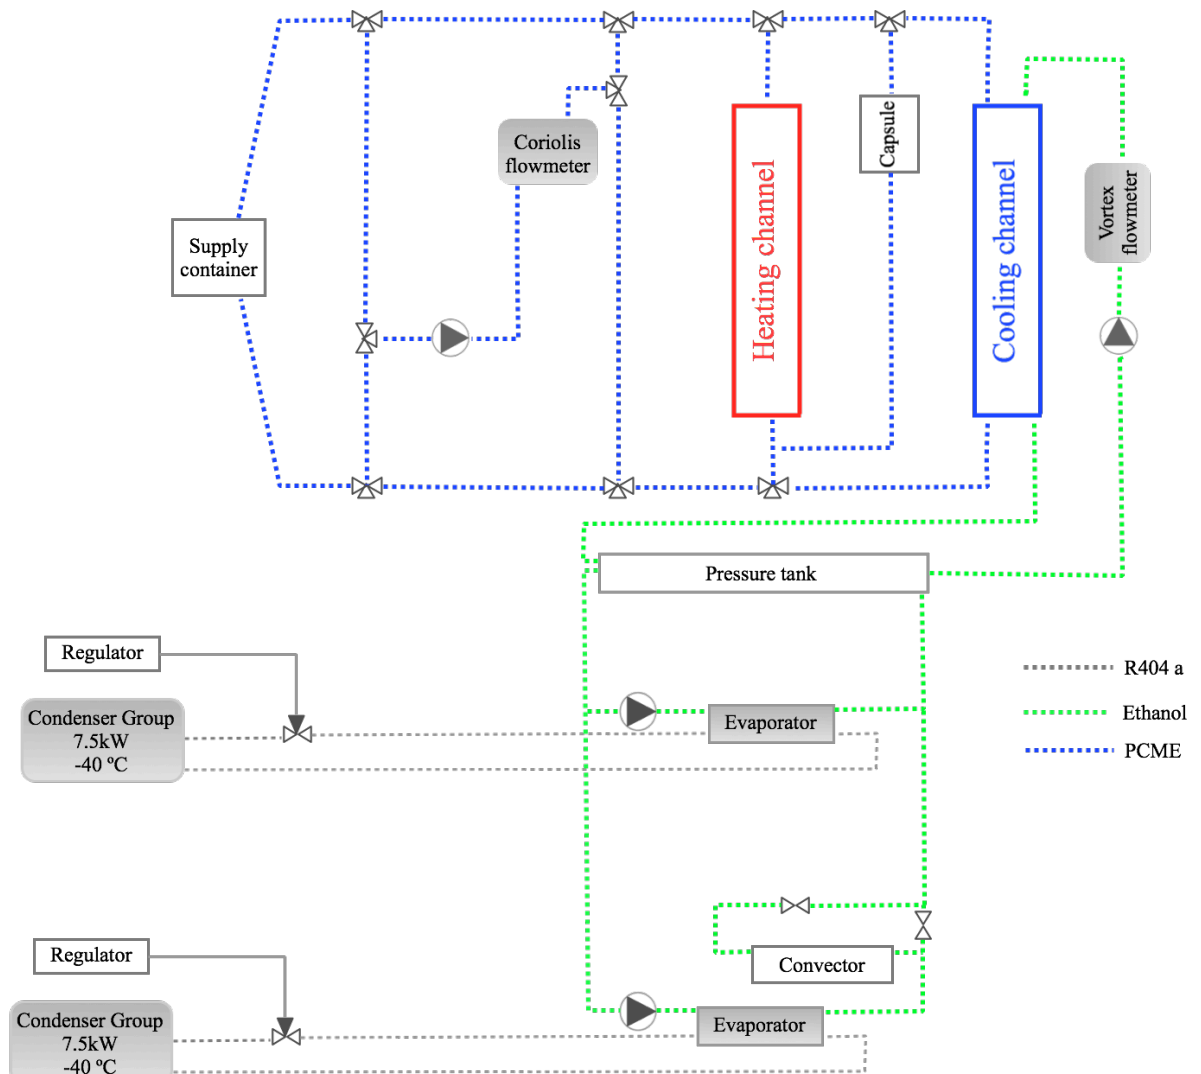 Coriolis
flowmeter
Supply
container
Heating channel
Capsule
Cooling channel
Vortex
flowmeter
Pressure tank
Regulator
Condenser Group
7.5kW
-40 ºC
Evaporator
R404 a
Ethanol
PCME
Regulator
Convector
Condenser Group
7.5kW
-40 ºC
Evaporator